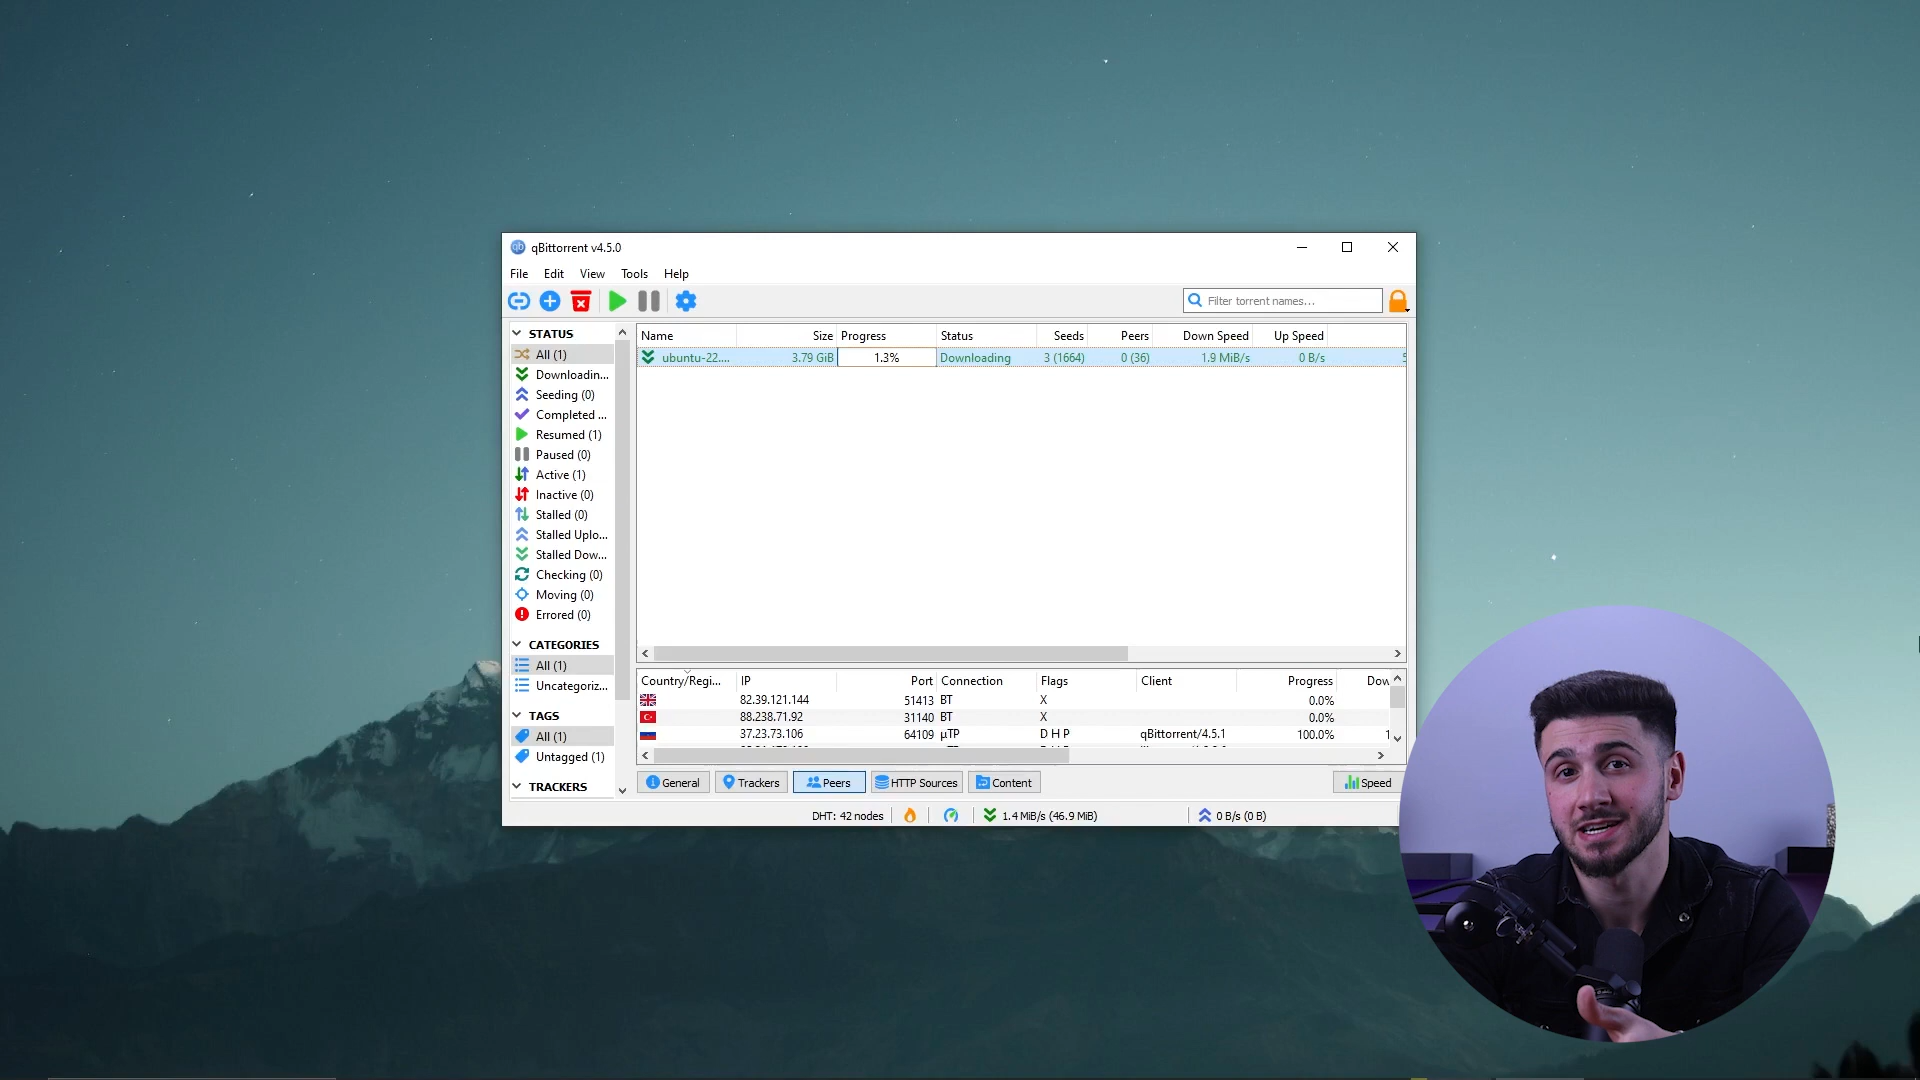 qBittorrent v4.5.0
File Edit View Tools Help
Filter torrent names...
STATUS
All (1)
Downloadin...
Seeding (0)
Completed ...
Resumed (1)
Paused (0)
Active (1)
Inactive (0)
Stalled (0)
Stalled Uplo...
Stalled Dow...
Checking (0)
Moving (0)
Errored (0)
CATEGORIES
All (1)
Uncategoriz...
TAGS
All (1)
Untagged (1)
TRACKERS
Name Size Progress Status Seeds Peers Down Speed Up Speed
ubuntu-22.... 3.79 GiB 1.3% Downloading 3 (1664) 0 (36) 1.9 MiB/s 0 B/s
Country/Regi... IP Port Connection Flags Client Progress Dow
82.39.121.144 51413 BT X 0.0%
88.238.71.92 31140 BT X 0.0%
37.23.73.106 64109 μTP D H P qBittorrent/4.5.1 100.0% 1
General Trackers Peers HTTP Sources Content Speed
DHT: 42 nodes 1.4 MiB/s (46.9 MiB) 0 B/s (0 B)